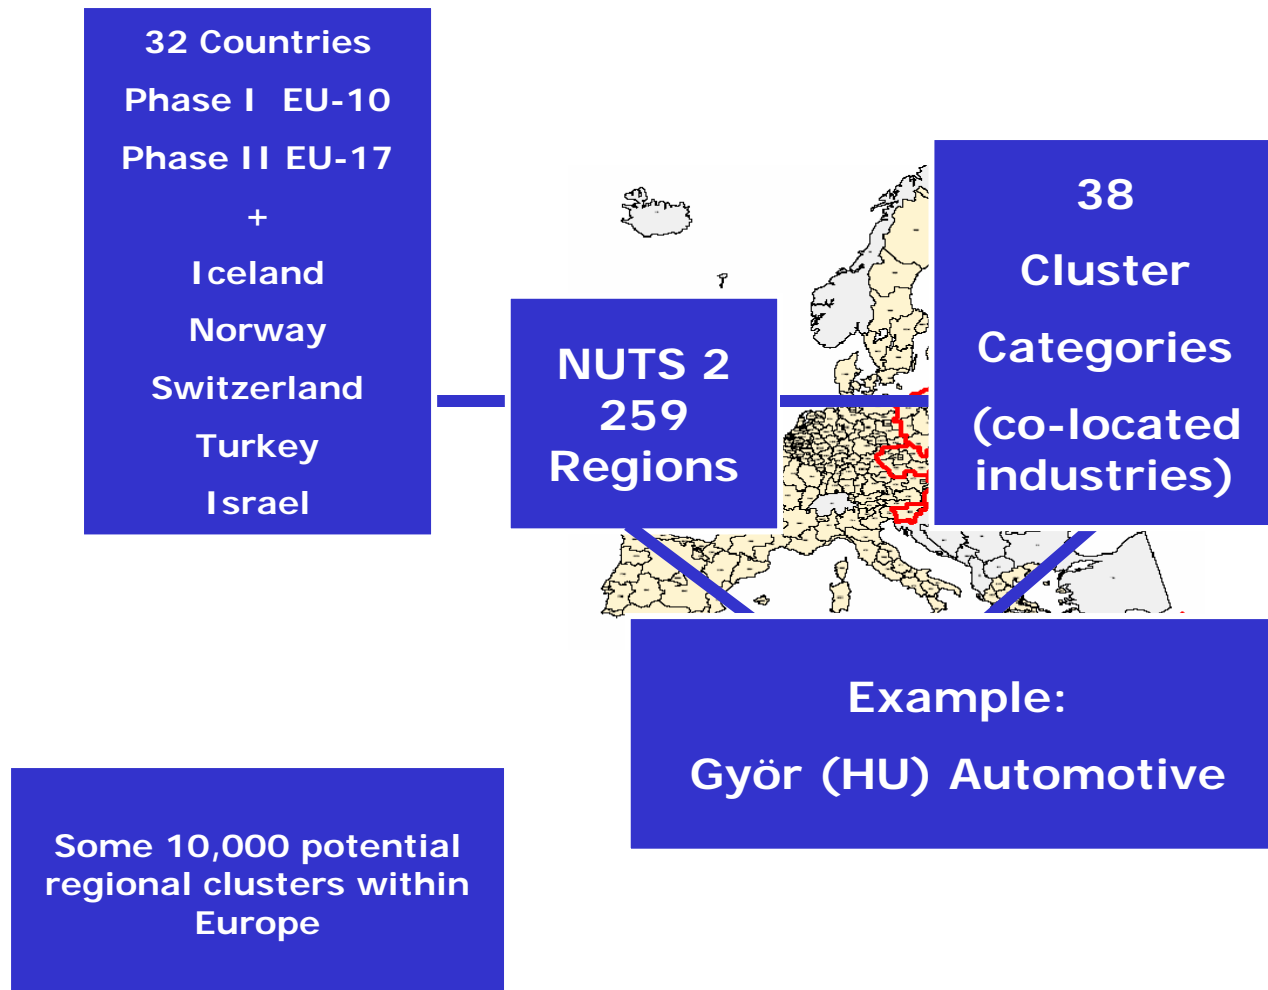 32 Countries
Phase I EU-10
Phase II EU-17
+
Iceland
Norway
Switzerland
Turkey
Israel
NUTS 2
259
Regions
38
Cluster
Categories
(co-located
industries)
Example:
Györ (HU) Automotive
Some 10,000 potential
regional clusters within
Europe